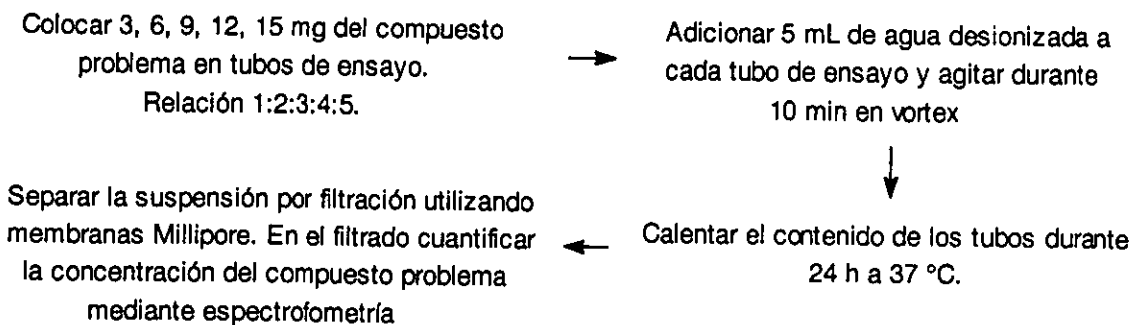 Colocar 3, 6, 9, 12, 15 mg del compuesto
problema en tubos de ensayo.
Relación 1:2:3:4:5.
Adicionar 5 mL de agua desionizada a
cada tubo de ensayo y agitar durante
10 min en vortex
Calentar el contenido de los tubos durante
24 h a 37 °C.
Separar la suspensión por filtración utilizando
membranas Millipore. En el filtrado cuantificar
la concentración del compuesto problema
mediante espectrofometría